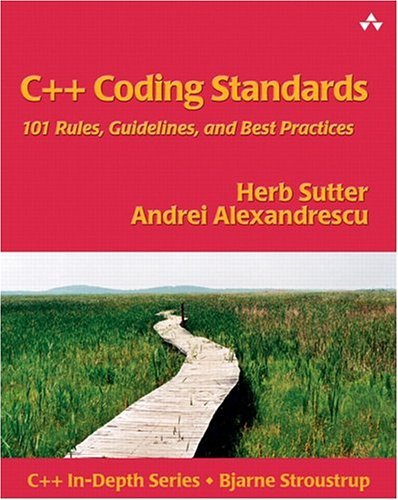 C++ Coding Standards
101 Rules, Guidelines, and Best Practices
Herb Sutter
Andrei Alexandrescu
C++ In-Depth Series • Bjarne Stroustrup